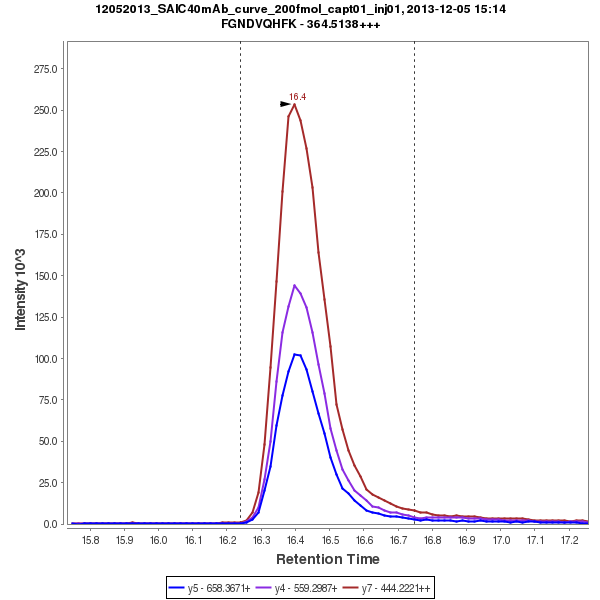 12052013_SAIC40mAb_curve_200fmol_capt01_inj01, 2013-12-05 15:14
FGNDVQHFK - 364.5138+++
16.4
275.0
250.0
225.0
200.0
175.0
150.0
125.0
100.0
75.0
50.0
25.0
0.0
Intensity 10^3
15.8 15.9 16.0 16.1 16.2 16.3 16.4 16.5 16.6 16.7 16.8 16.9 17.0 17.1 17.2
Retention Time
y5 - 658.3671+ y4 - 559.2987+ y7 - 444.2221++